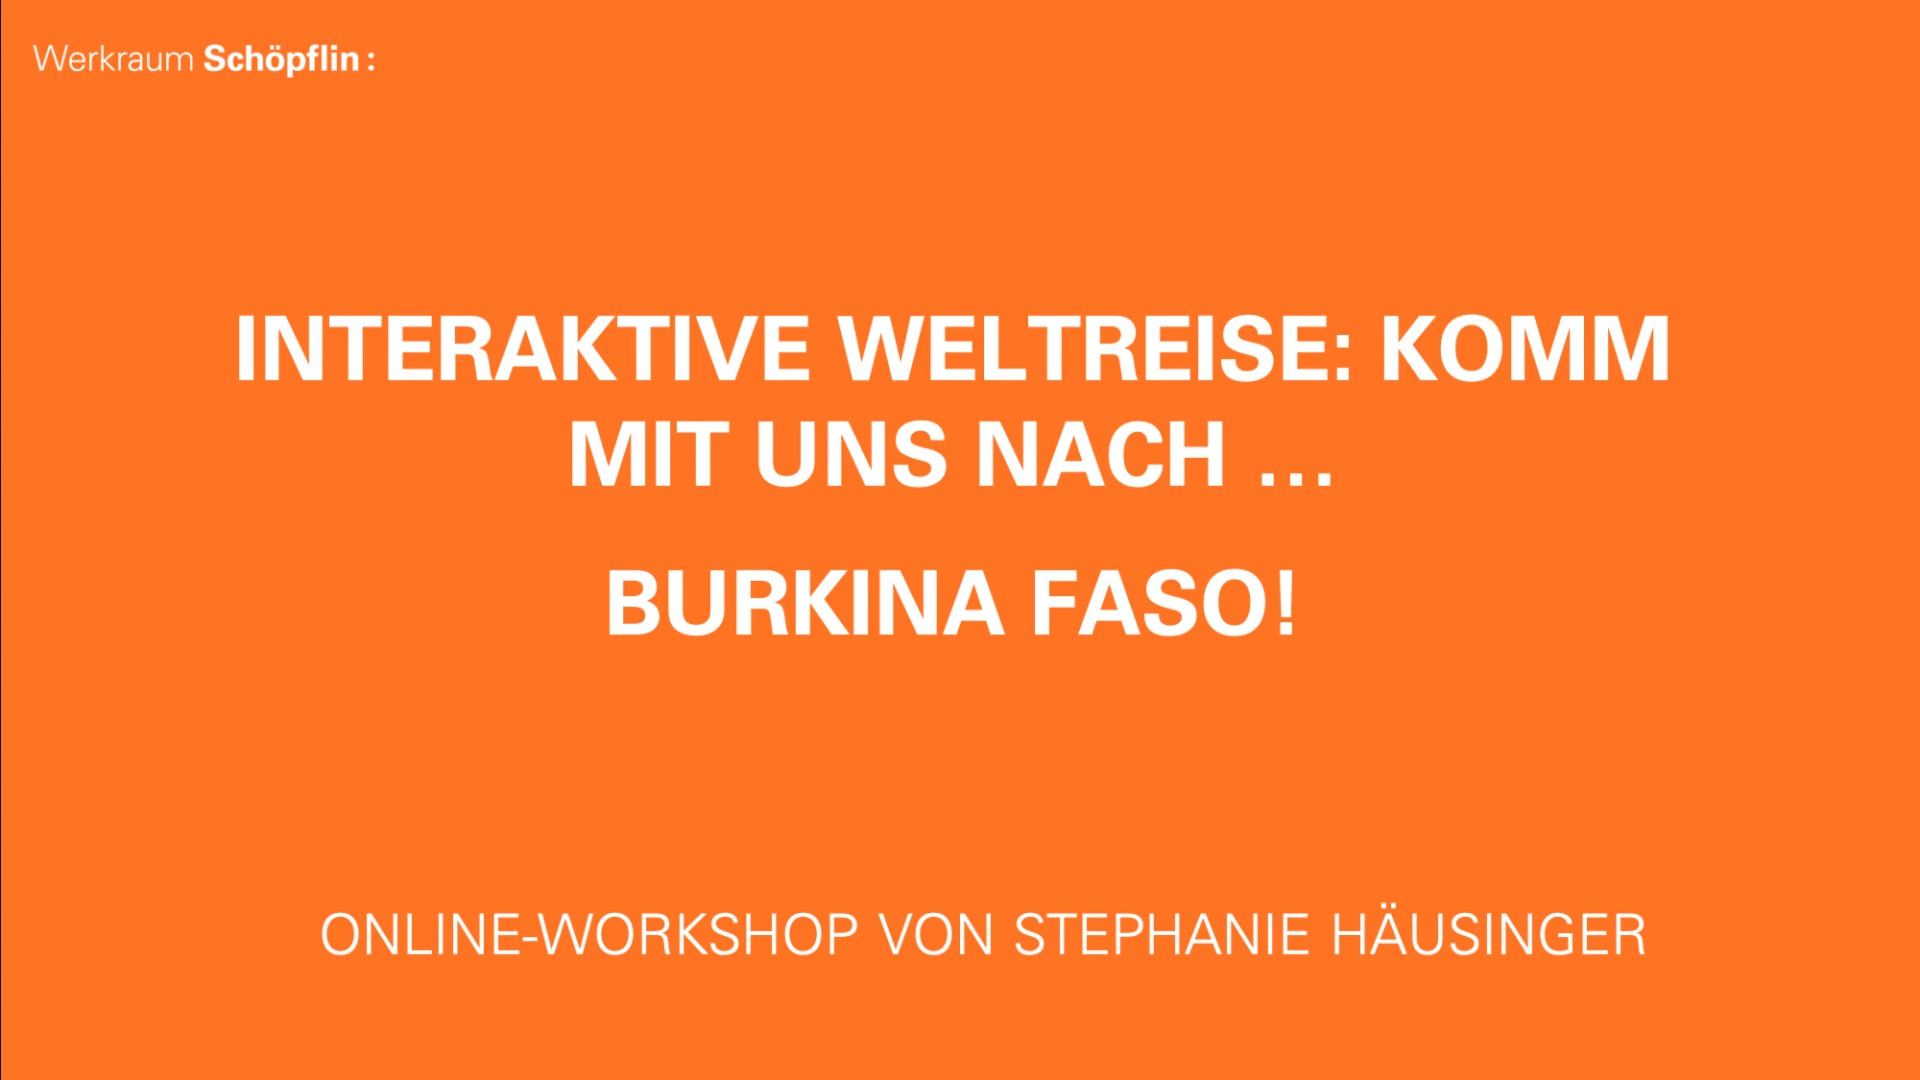 Werkraum Schöpflin:
INTERAKTIVE WELTREISE: KOMM
MIT UNS NACH …
BURKINA FASO!
ONLINE-WORKSHOP VON STEPHANIE HÄUSINGER